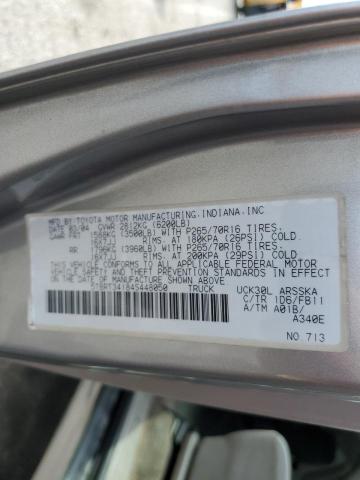 MFD BY:TOYOTA MOTOR MANUFACTURING,INDIANA,INC
DATE 03/04 GVWR 2812KG (6200LB)
GAWR FRT 1588KG (3500LB) WITH P265/70R16 TIRES,
16X7JJ RIMS, AT 180KPA (26PSI) COLD
RR 1796KG (3960LB) WITH P265/70R16 TIRES,
16X7JJ RIMS, AT 200KPA (29PSI) COLD
THIS VEHICLE CONFORMS TO ALL APPLICABLE FEDERAL MOTOR
VEHICLE SAFETY AND THEFT PREVENTION STANDARDS IN EFFECT
ON THE DATE OF MANUFACTURE SHOWN ABOVE.
5TBRT34184S448050 TRUCK UCK30L ARSSKA
C/TR 1D6/FB11
A/TM A01B/
A340E
NO 713